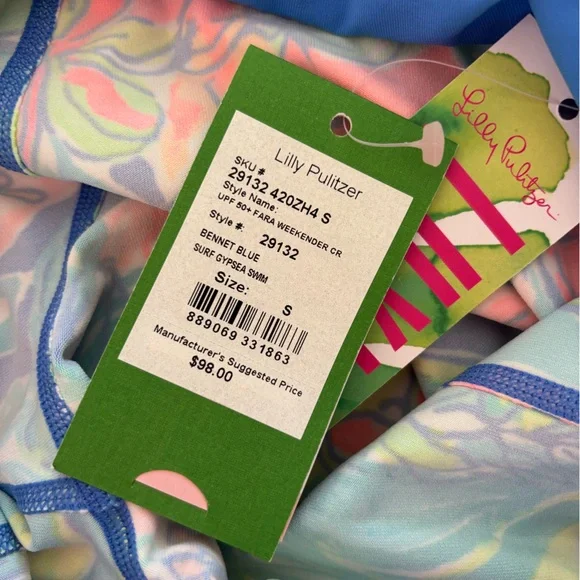 Lilly Pulitzer
SKU #
29132 420ZH4 S
Style Name:
UPF 50+ FARA WEEKENDER CR
Style #: 29132
BENNET BLUE
SURF GYPSEA SWIM
Size: S
889069 331863
Manufacturer's Suggested Price
$98.00
Lilly Pulitzer